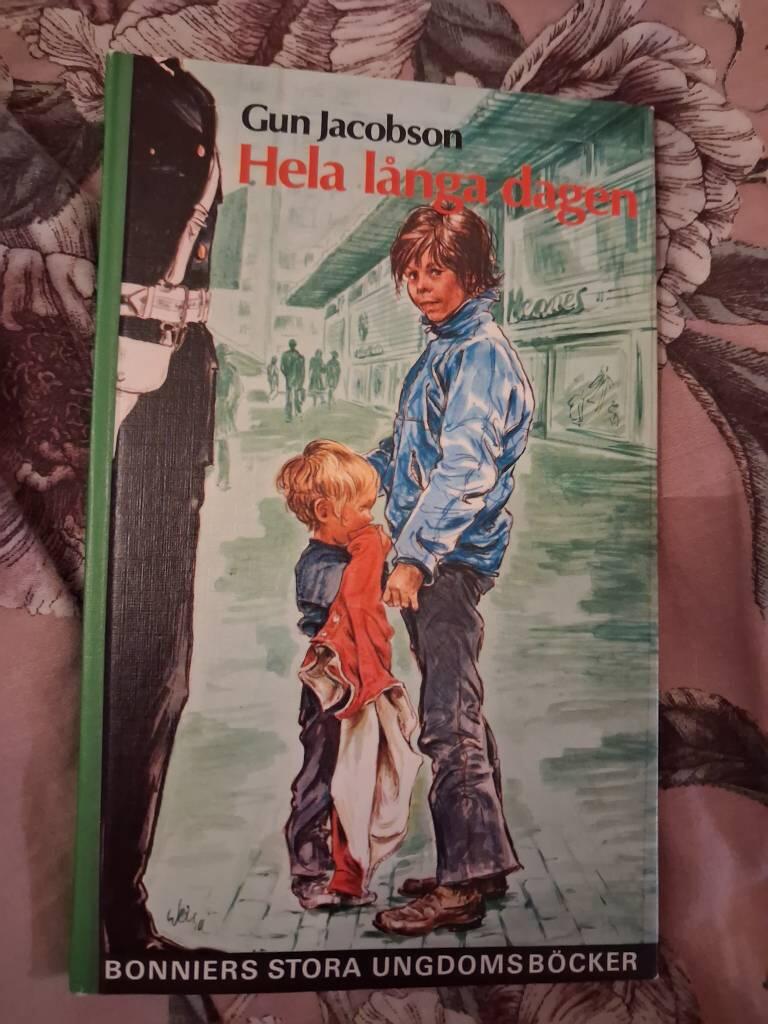 Gun Jacobson
Hela långa dagen
BONNIERS STORA UNGDOMSBÖCKER